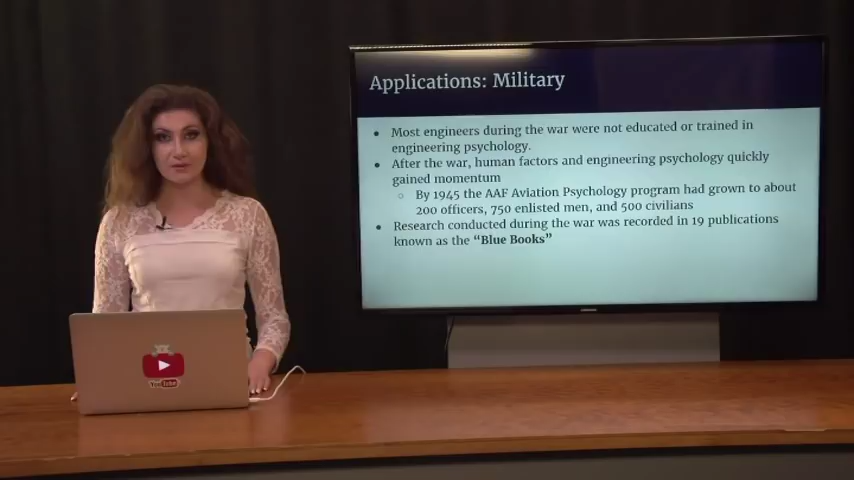 Applications: Military
● Most engineers during the war were not educated or trained in
engineering psychology.
● After the war, human factors and engineering psychology quickly
gained momentum
○ By 1945 the AAF Aviation Psychology program had grown to about
200 officers, 750 enlisted men, and 500 civilians
● Research conducted during the war was recorded in 19 publications
known as the “Blue Books”
YouTube